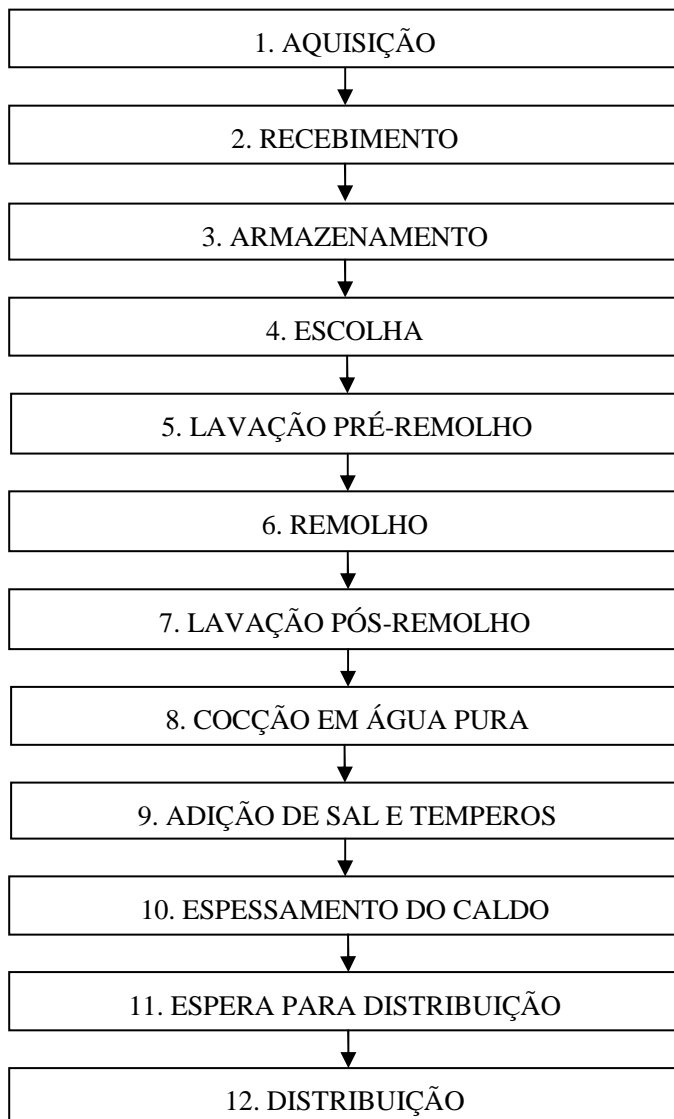 1. AQUISIÇÃO
2. RECEBIMENTO
3. ARMAZENAMENTO
4. ESCOLHA
5. LAVAÇÃO PRÉ-REMOLHO
6. REMOLHO
7. LAVAÇÃO PÓS-REMOLHO
8. COCÇÃO EM ÁGUA PURA
9. ADIÇÃO DE SAL E TEMPEROS
10. ESPESSAMENTO DO CALDO
11. ESPERA PARA DISTRIBUIÇÃO
12. DISTRIBUIÇÃO